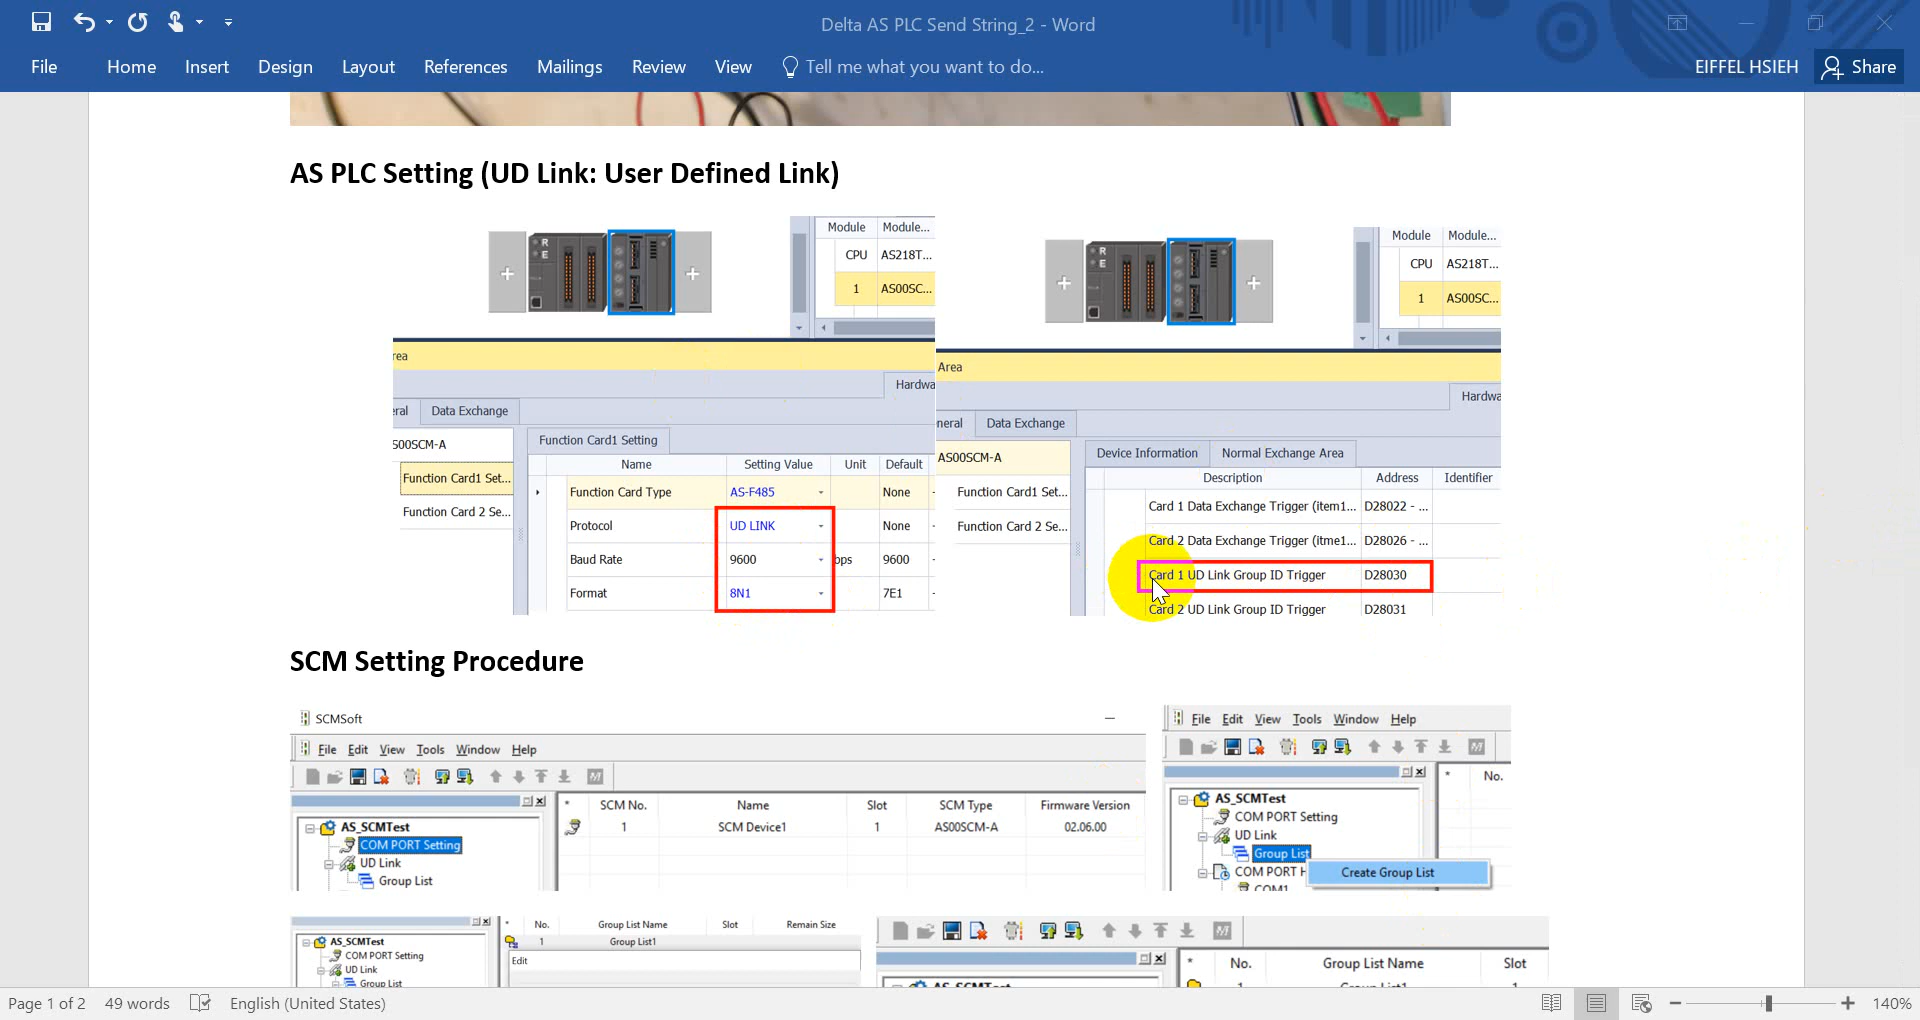 Delta AS PLC Send String_2 - Word
File Home Insert Design Layout References Mailings Review View Tell me what you want to do... EIFFEL HSIEH Share
AS PLC Setting (UD Link: User Defined Link)
Module Module...
CPU AS218T...
1 AS00SC...
rea
Hardwa
eral Data Exchange
S00SCM-A
Function Card1 Set...
Function Card 2 Se...
Function Card1 Setting
Name Setting Value Unit Default
Function Card Type AS-F485 None
Protocol UD LINK None
Baud Rate 9600 bps 9600
Format 8N1 7E1
R
E
Module Module...
CPU AS218T...
1 AS00SC...
Area
Hardwa
neral Data Exchange
AS00SCM-A
Function Card1 Set...
Function Card 2 Se...
Device Information Normal Exchange Area
Description Address Identifier
Card 1 Data Exchange Trigger (item1... D28022 - ...
Card 2 Data Exchange Trigger (itme1... D28026 - ...
Card 1 UD Link Group ID Trigger D28030
Card 2 UD Link Group ID Trigger D28031
R
E
SCM Setting Procedure
SCMSoft
File Edit View Tools Window Help
AS_SCMTest
COM PORT Setting
UD Link
Group List
SCM No. Name Slot SCM Type Firmware Version
1 SCM Device1 1 AS00SCM-A 02.06.00
File Edit View Tools Window Help
No.
AS_SCMTest
COM PORT Setting
UD Link
Group List
Create Group List
COM PORT H
COM1
AS_SCMTest
COM PORT Setting
UD Link
Group List
No. Group List Name Slot Remain Size
1 Group List1
Edit
No. Group List Name Slot
AS_SCMTest
1 Group List1 1
Page 1 of 2 49 words English (United States) 140%